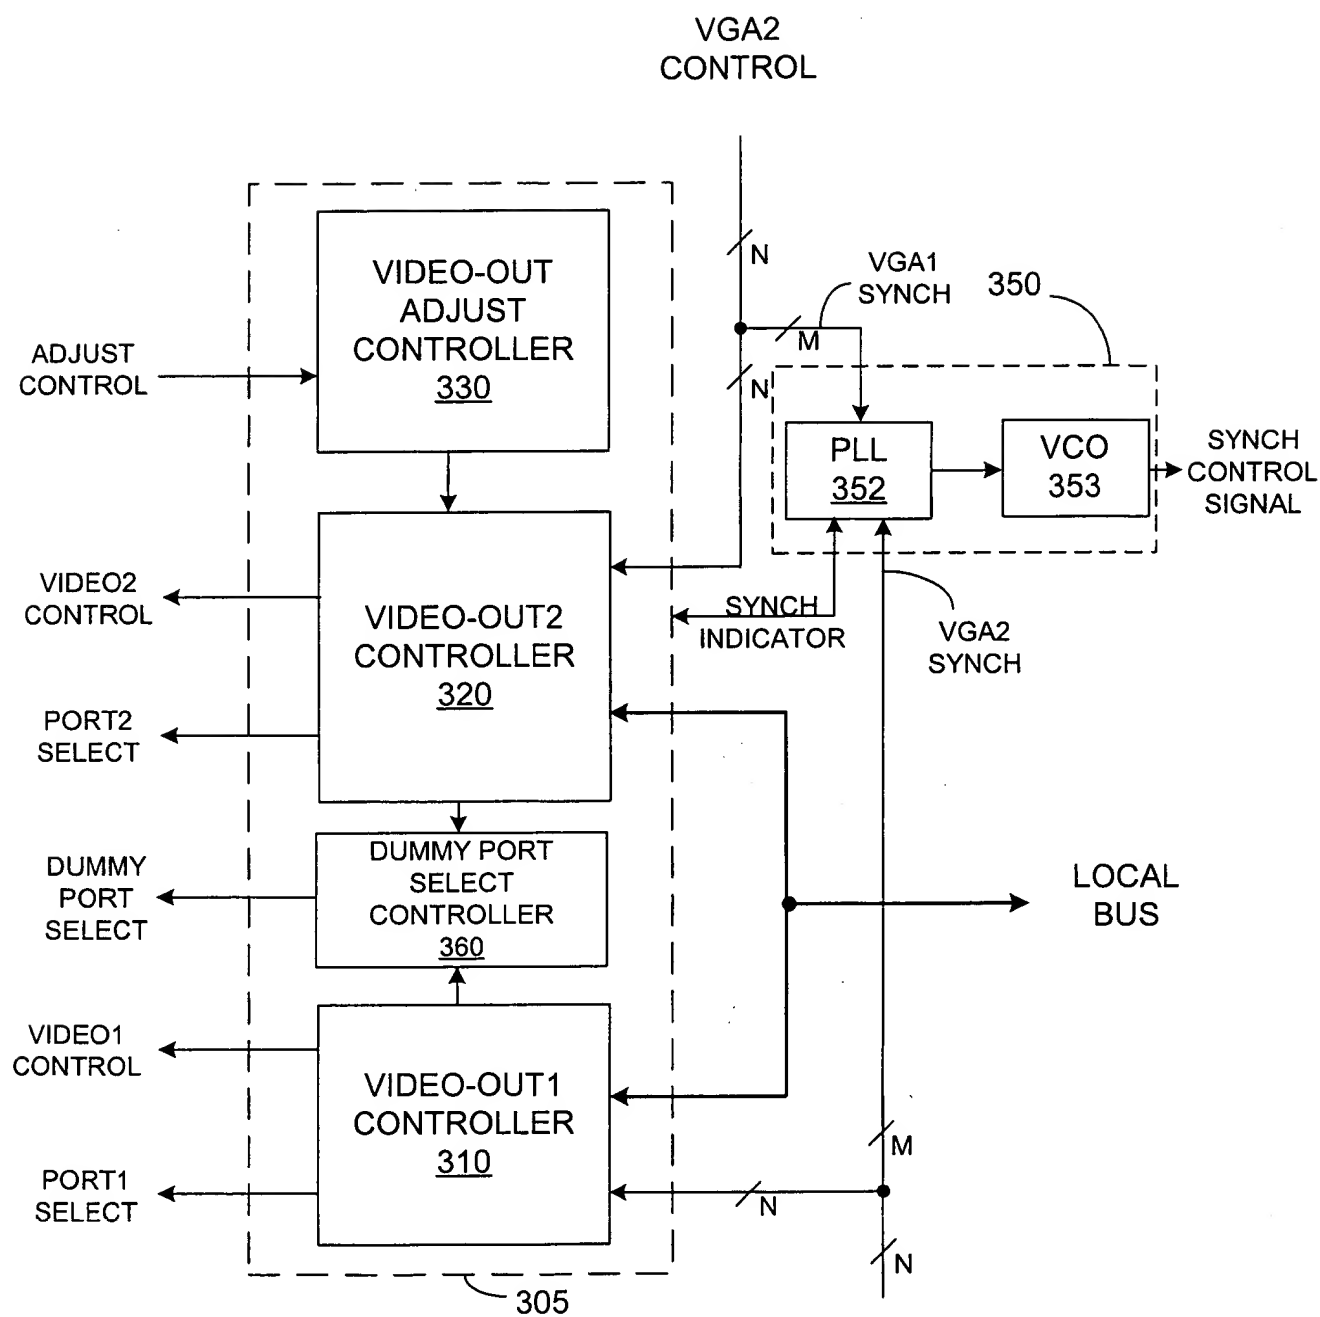 VGA2
CONTROL
N
VGA1
SYNCH
350
M
N
VIDEO-OUT
ADJUST
CONTROLLER
330
ADJUST
CONTROL
PLL
352
VCO
353
SYNCH
CONTROL
SIGNAL
VIDEO2
CONTROL
VIDEO-OUT2
CONTROLLER
320
SYNCH
INDICATOR
VGA2
SYNCH
PORT2
SELECT
DUMMY
PORT
SELECT
DUMMY PORT
SELECT
CONTROLLER
360
LOCAL
BUS
VIDEO1
CONTROL
VIDEO-OUT1
CONTROLLER
310
M
PORT1
SELECT
N
N
305